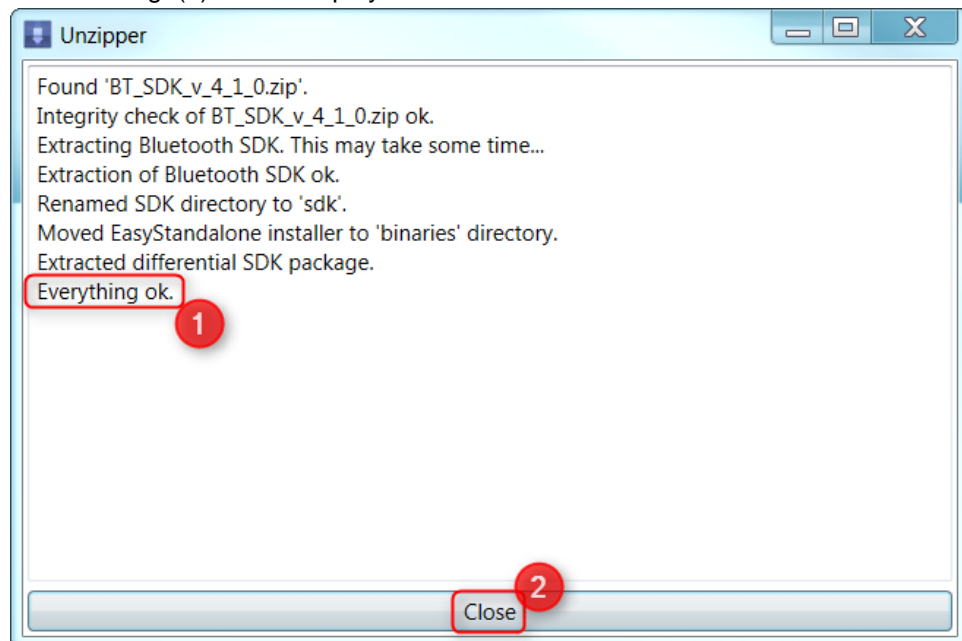 Unzipper
Found 'BT_SDK_v_4_1_0.zip'.
Integrity check of BT_SDK_v_4_1_0.zip ok.
Extracting Bluetooth SDK. This may take some time...
Extraction of Bluetooth SDK ok.
Renamed SDK directory to 'sdk'.
Moved EasyStandalone installer to 'binaries' directory.
Extracted differential SDK package.
Everything ok.
1
2
Close